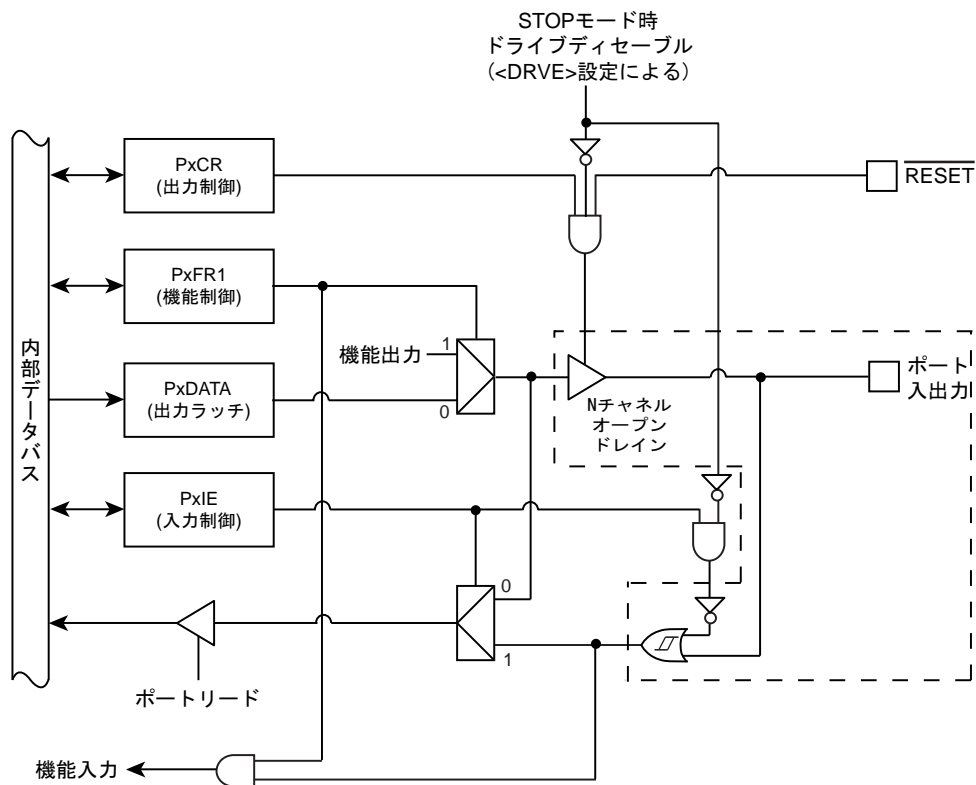 STOPモード時
ドライブディセーブル
(<DRVE>設定による)
PxCR
(出力制御)
RESET
PxFR1
(機能制御)
内部データバス
機能出力
1
0
PxDATA
(出力ラッチ)
Nチャネル
オープン
ドレイン
ポート
入出力
PxIE
(入力制御)
0
1
ポートリード
機能入力